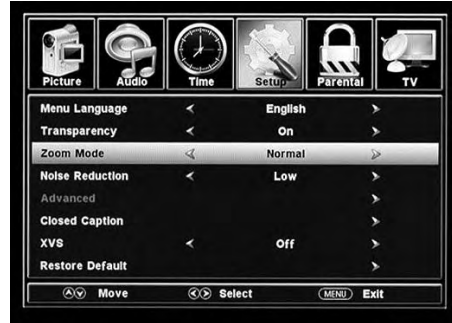 Picture Audio Time Setup Parental TV
Menu Language < English >
Transparency < On >
Zoom Mode < Normal >
Noise Reduction < Low >
Advanced >
Closed Caption >
XVS < Off >
Restore Default >
Move Select MENU Exit